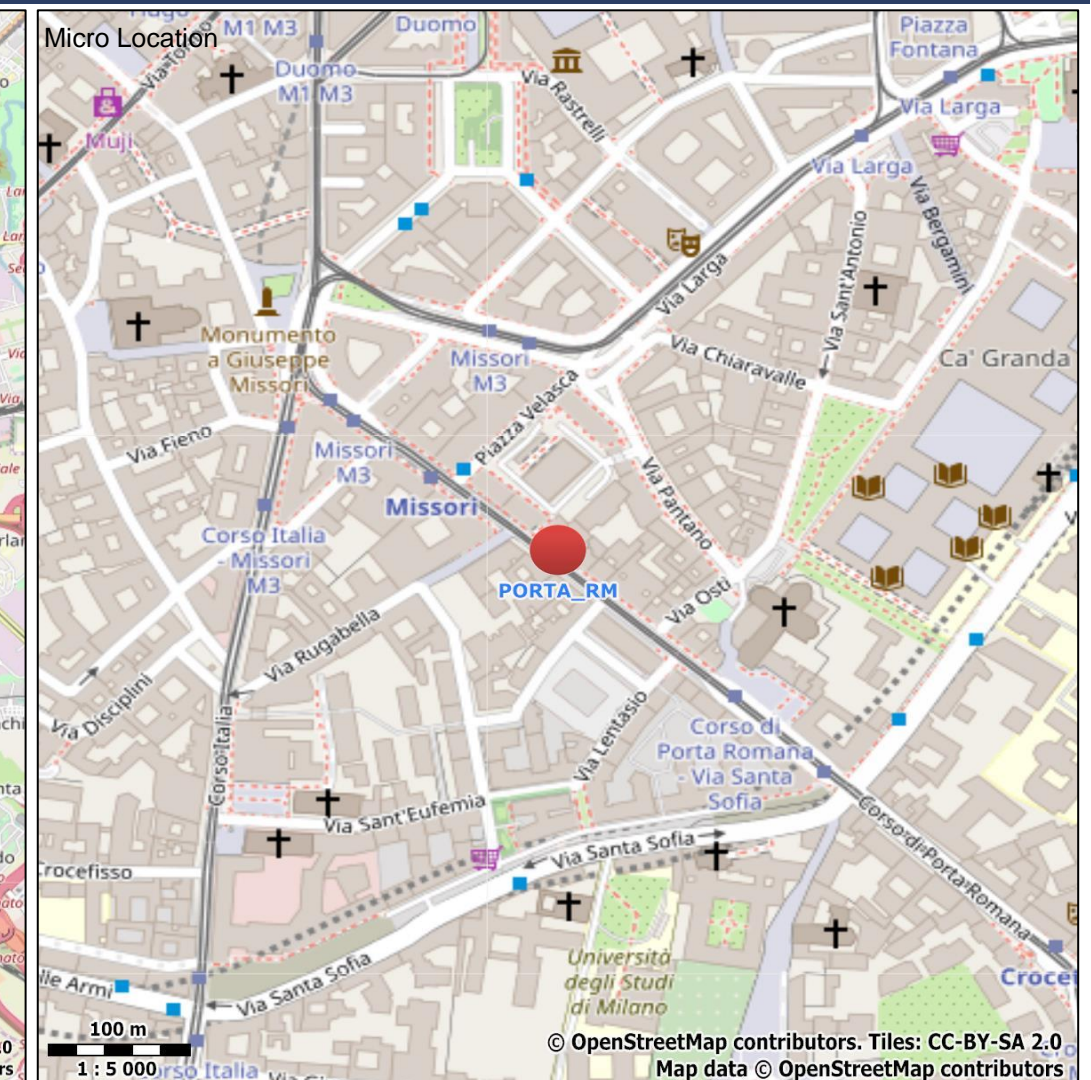 Micro Location
M1 M3
Duomo
Piazza
Fontana
Via Torino
Duomo
M1 M3
Via Rastrelli
Via Larga
Muji
Via Larga
Via Bergamini
Via Sant'Antonio
Via Larga
Monumento
a Giuseppe
Missori
Missori
M3
Via Chiaravalle
Ca' Granda
Piazza Velasca
Via Fieno
Missori
M3
Missori
Via Pantano
Corso Italia
- Missori
M3
PORTA_RM
Via Osti
Via Rugabella
Via Disciplini
Via Lentasio
Corso di
Porta Romana
- Via Santa
Sofia
Corso Italia
Via Sant'Eufemia
Via Santa Sofia
Corso di Porta Romana
Crocefisso
Università
degli Studi
di Milano
Via Santa Sofia
lle Armi
Crocet
100 m
1 : 5 000
© OpenStreetMap contributors. Tiles: CC-BY-SA 2.0
Map data © OpenStreetMap contributors